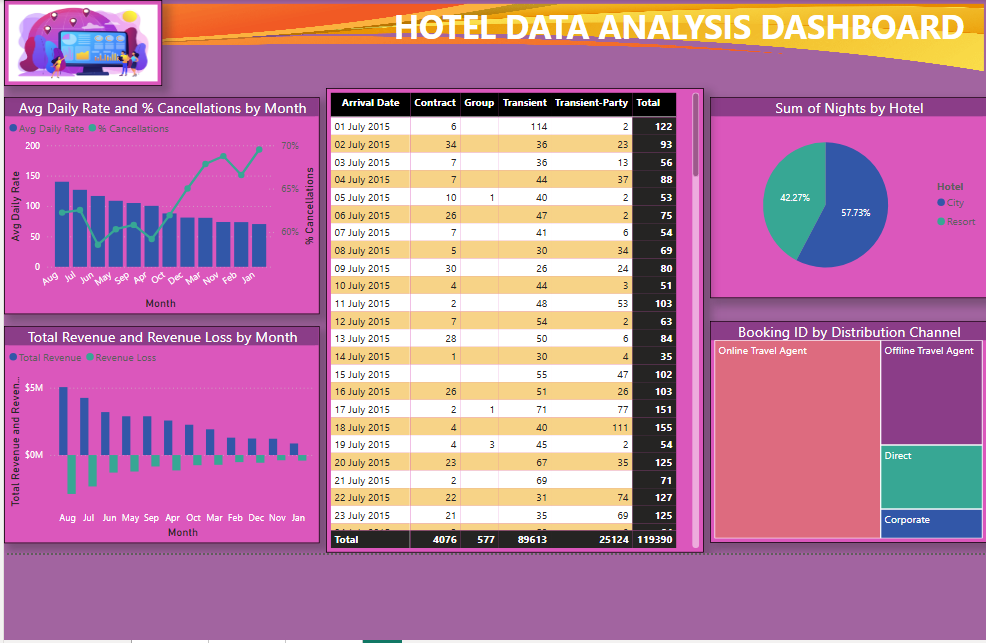 HOTEL DATA ANALYSIS DASHBOARD
Avg Daily Rate and % Cancellations by Month
Avg Daily Rate % Cancellations
200 70%
150 65%
100 60%
50
0
Avg Daily Rate
% Cancellations
Aug Jul Jun May Sep Apr Oct Dec Mar Nov Feb Jan
Month
Total Revenue and Revenue Loss by Month
Total Revenue Revenue Loss
$5M
$0M
Total Revenue and Reven...
Aug Jul Jun May Sep Apr Oct Mar Feb Dec Nov Jan
Month
Arrival Date Contract Group Transient Transient-Party Total
01 July 2015 6 114 2 122
02 July 2015 34 36 23 93
03 July 2015 7 36 13 56
04 July 2015 7 44 37 88
05 July 2015 10 1 40 2 53
06 July 2015 26 47 2 75
07 July 2015 7 41 6 54
08 July 2015 5 30 34 69
09 July 2015 30 26 24 80
10 July 2015 4 44 3 51
11 July 2015 2 48 53 103
12 July 2015 7 54 2 63
13 July 2015 28 50 6 84
14 July 2015 1 30 4 35
15 July 2015 55 47 102
16 July 2015 26 51 26 103
17 July 2015 2 71 77 151
18 July 2015 4 40 111 155
19 July 2015 4 3 45 2 54
20 July 2015 23 67 35 125
21 July 2015 2 69 71
22 July 2015 22 31 74 127
23 July 2015 21 35 69 125
Total 4076 577 89613 25124 119390
Sum of Nights by Hotel
42.27%
57.73%
Hotel
City
Resort
Booking ID by Distribution Channel
Online Travel Agent
Offline Travel Agent
Direct
Corporate